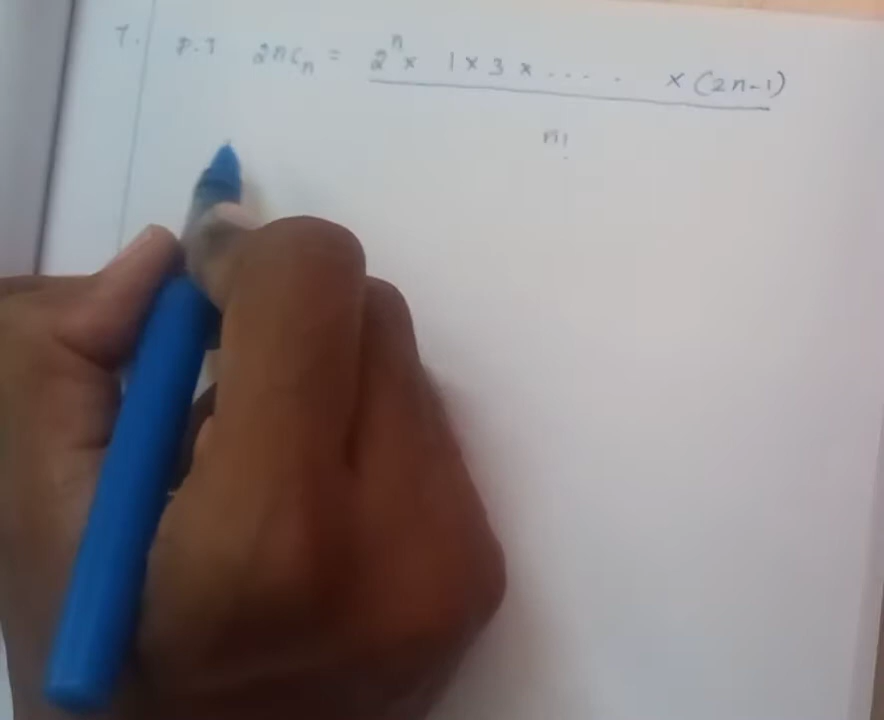 7. P.T 2nCn = 2^n × 1 × 3 × ..... × (2n-1)
n!